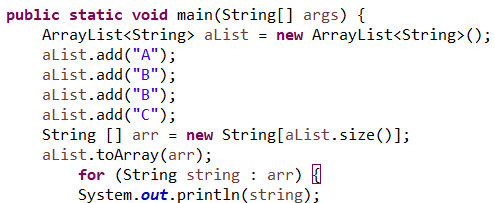 public static void main(String[] args) {
    ArrayList<String> aList = new ArrayList<String>();
    aList.add("A");
    aList.add("B");
    aList.add("B");
    aList.add("C");
    String [] arr = new String[aList.size()];
    aList.toArray(arr);
        for (String string : arr) {
        System.out.println(string);